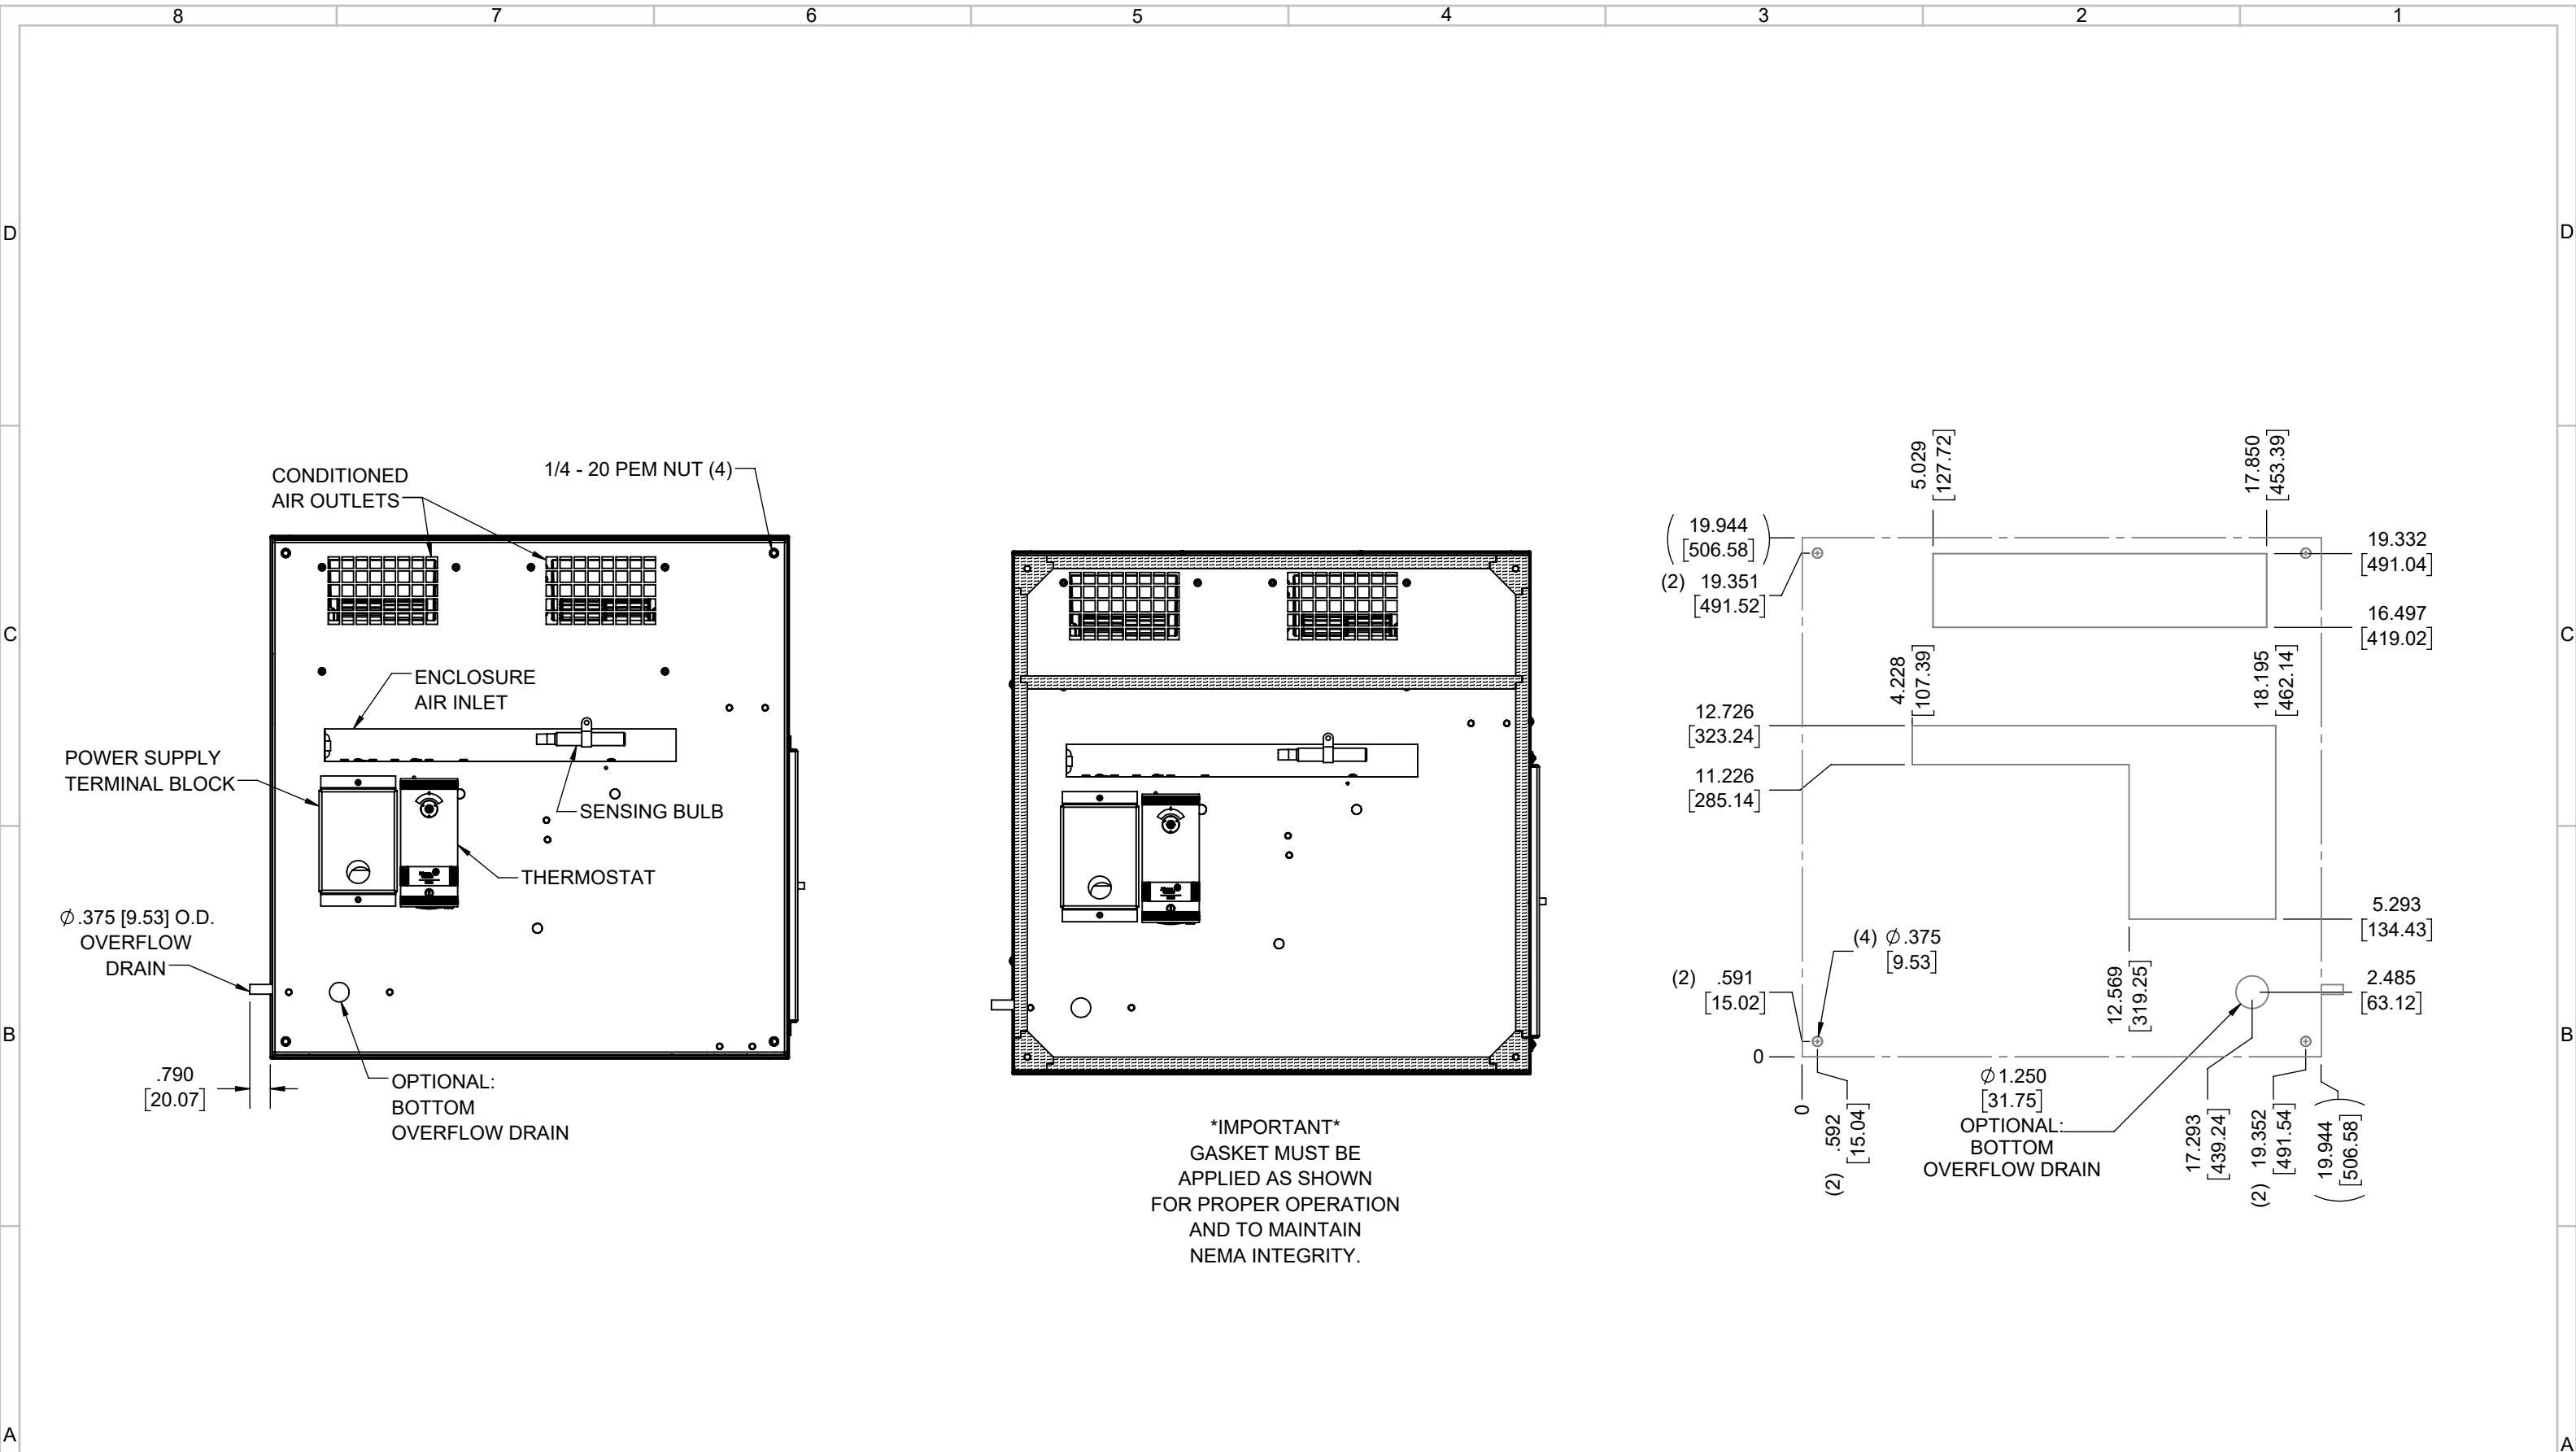 8 7 6 5 4 3 2 1
D
D
C
C
B
B
A
A
CONDITIONED
AIR OUTLETS
1/4 - 20 PEM NUT (4)
ENCLOSURE
AIR INLET
POWER SUPPLY
TERMINAL BLOCK
SENSING BULB
THERMOSTAT
Ø.375 [9.53] O.D.
OVERFLOW
DRAIN
.790
[20.07]
OPTIONAL:
BOTTOM
OVERFLOW DRAIN
*IMPORTANT*
GASKET MUST BE
APPLIED AS SHOWN
FOR PROPER OPERATION
AND TO MAINTAIN
NEMA INTEGRITY.
5.029
[127.72]
17.850
[453.39]
(19.944
[506.58])
(2) 19.351
[491.52]
19.332
[491.04]
16.497
[419.02]
4.228
[107.39]
18.195
[462.14]
12.726
[323.24]
11.226
[285.14]
5.293
[134.43]
(4) Ø.375
[9.53]
(2) .591
[15.02]
12.569
[319.25]
2.485
[63.12]
0
0
(2) .592
[15.04]
Ø1.250
[31.75]
OPTIONAL:
BOTTOM
OVERFLOW DRAIN
17.293
[439.24]
(2) 19.352
[491.54]
(19.944
[506.58])